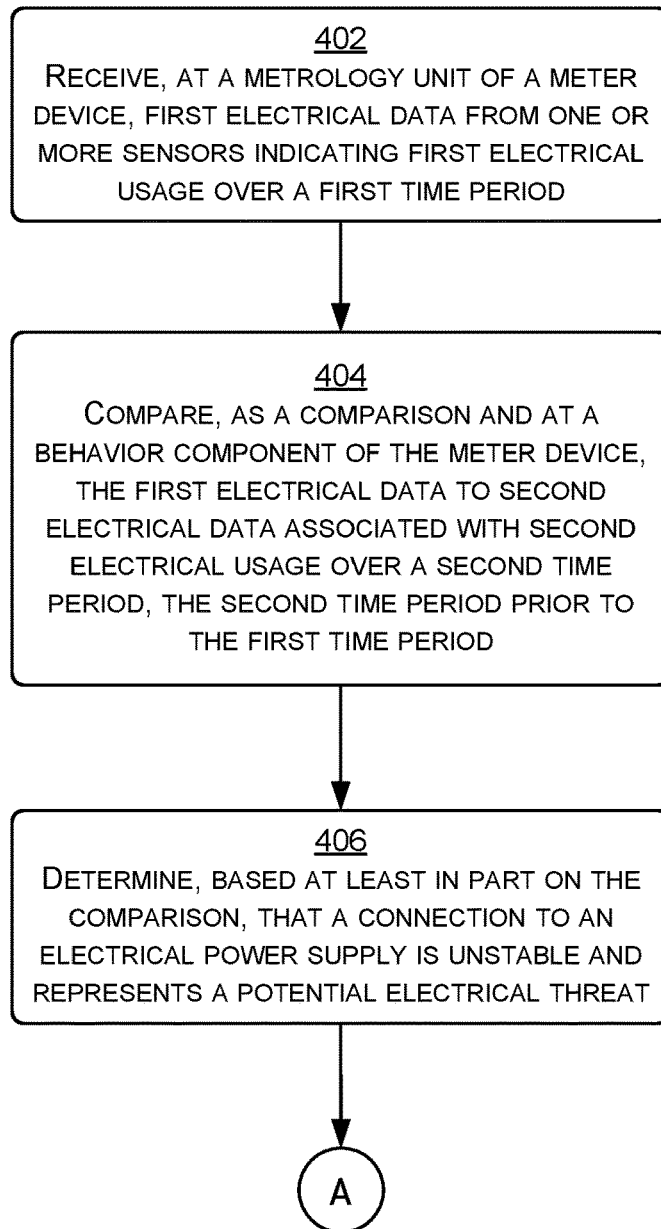 402
RECEIVE, AT A METROLOGY UNIT OF A METER
DEVICE, FIRST ELECTRICAL DATA FROM ONE OR
MORE SENSORS INDICATING FIRST ELECTRICAL
USAGE OVER A FIRST TIME PERIOD
404
COMPARE, AS A COMPARISON AND AT A
BEHAVIOR COMPONENT OF THE METER DEVICE,
THE FIRST ELECTRICAL DATA TO SECOND
ELECTRICAL DATA ASSOCIATED WITH SECOND
ELECTRICAL USAGE OVER A SECOND TIME
PERIOD, THE SECOND TIME PERIOD PRIOR TO
THE FIRST TIME PERIOD
406
DETERMINE, BASED AT LEAST IN PART ON THE
COMPARISON, THAT A CONNECTION TO AN
ELECTRICAL POWER SUPPLY IS UNSTABLE AND
REPRESENTS A POTENTIAL ELECTRICAL THREAT
A